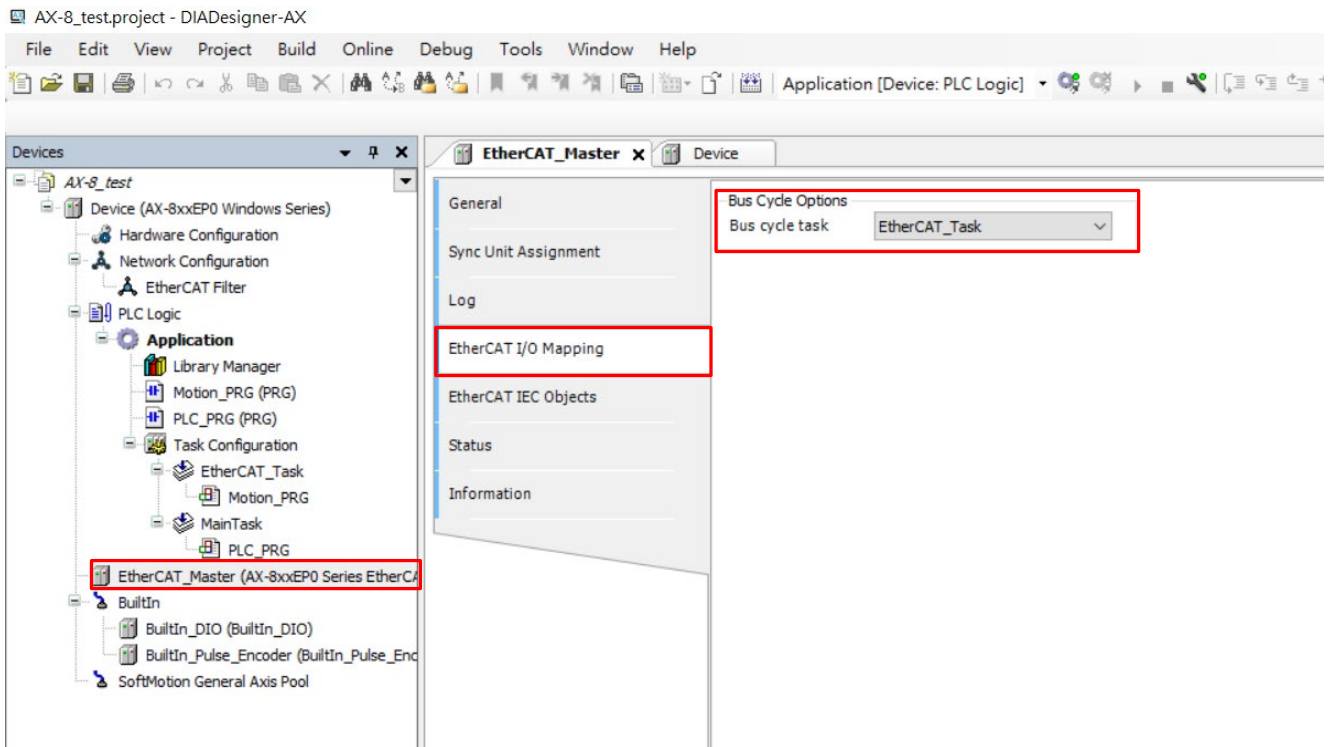 AX-8_test.project - DIADesigner-AX
File Edit View Project Build Online Debug Tools Window Help
Application [Device: PLC Logic]
Devices
EtherCAT_Master
Device
AX-8_test
Device (AX-8xxEP0 Windows Series)
Hardware Configuration
Network Configuration
EtherCAT Filter
PLC Logic
Application
Library Manager
Motion_PRG (PRG)
PLC_PRG (PRG)
Task Configuration
EtherCAT_Task
Motion_PRG
MainTask
PLC_PRG
EtherCAT_Master (AX-8xxEP0 Series EtherCA
BuiltIn
BuiltIn_DIO (BuiltIn_DIO)
BuiltIn_Pulse_Encoder (BuiltIn_Pulse_Enc
SoftMotion General Axis Pool
General
Sync Unit Assignment
Log
EtherCAT I/O Mapping
EtherCAT IEC Objects
Status
Information
Bus Cycle Options
Bus cycle task EtherCAT_Task